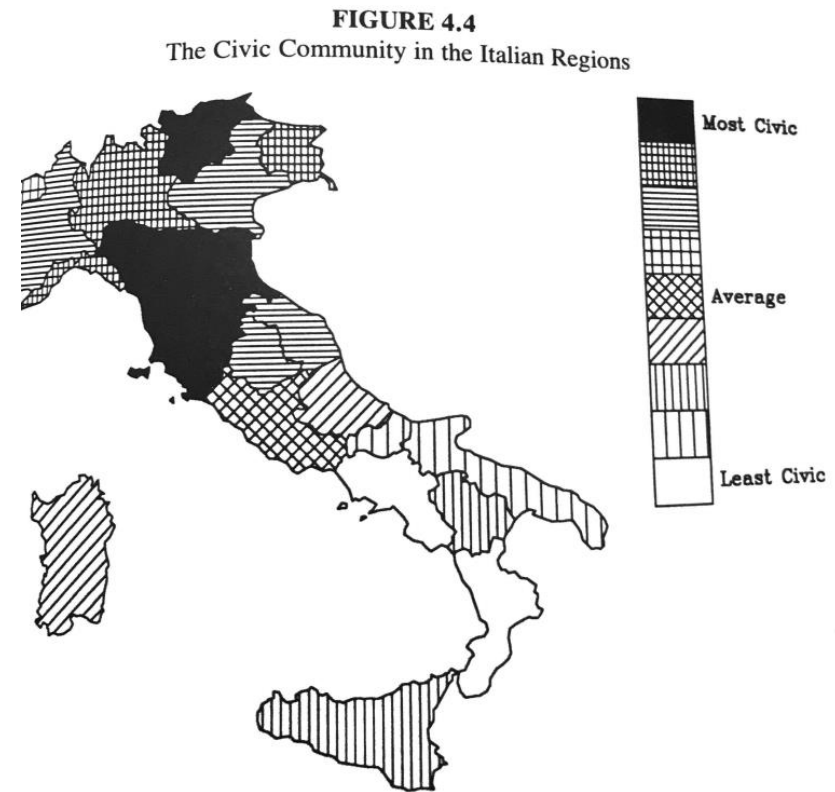 FIGURE 4.4
The Civic Community in the Italian Regions
Most Civic
Average
Least Civic